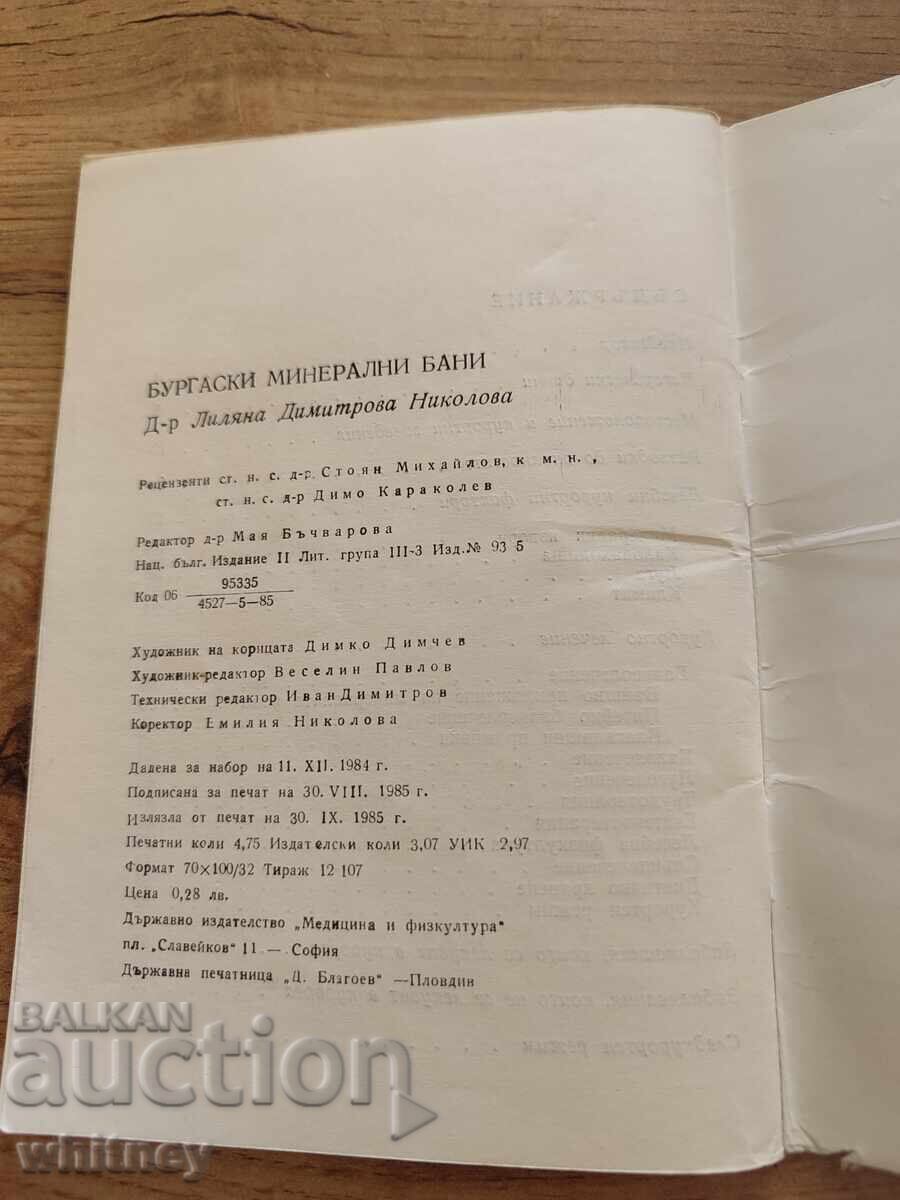 БУРГАСКИ МИНЕРАЛНИ БАНИ
Д-р Лиляна Димитрова Николова
Рецензенти ст. н. с. д-р Стоян Михайлов, к м. н. ,
ст. н. с. д-р Димо Караколев
Редактор д-р Мая Бъчварова
Нац. бълг. Издание II Лит. група III-3 Изд.№ 93 5
Код 06 95335
4527—5—85
Художник на корицата Димко Димчев
Художник-редактор Веселин Павлов
Технически редактор Иван Димитров
Коректор Емилия Николова
Дадена за набор на 11. XII. 1984 г.
Подписана за печат на 30. VIII. 1985 г.
Излязла от печат на 30. IX. 1985 г.
Печатни коли 4,75 Издателски коли 3,07 УИК 2,97
Формат 70×100/32 Тираж 12 107
Цена 0,28 лв.
Държавно издателство „Медицина и физкултура"
пл. „Славейков" 11 — София
Държавна печатница „Д. Благоев" —Пловдив
СЪДЪРЖАНИЕ
BALKAN
auction
whitney